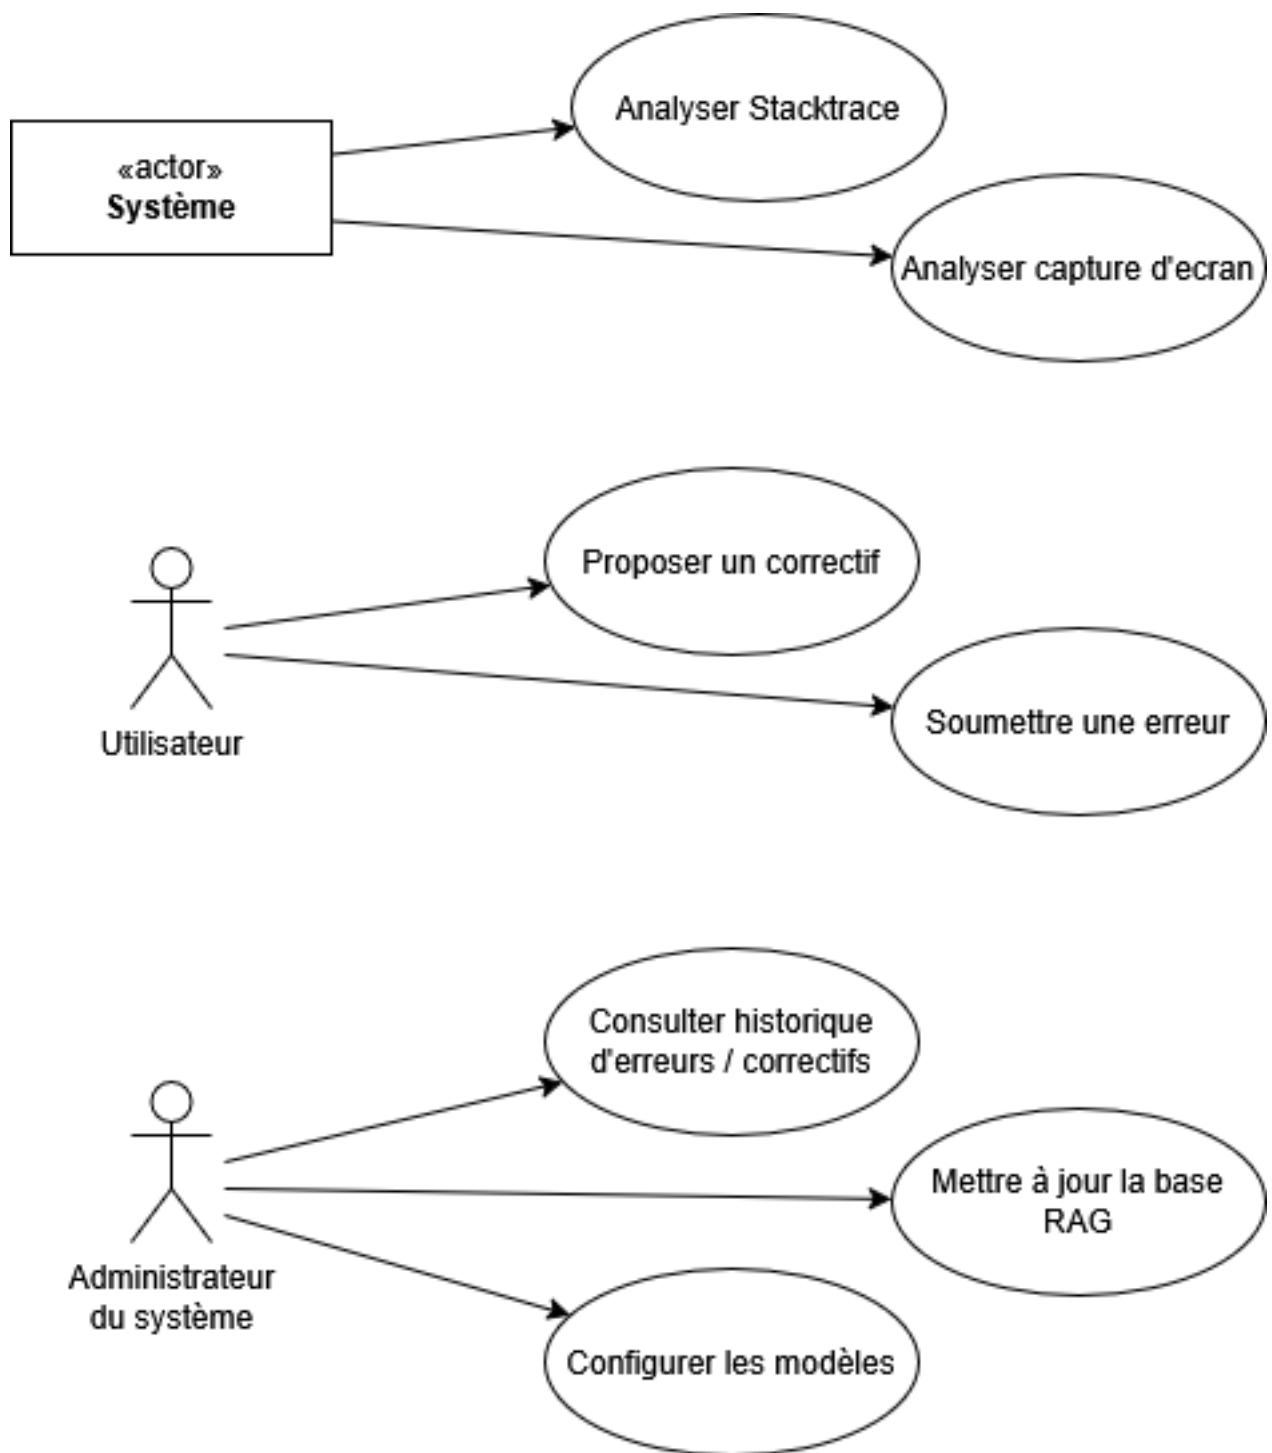 Analyser Stacktrace
«actor»
Système
Analyser capture d'ecran
Proposer un correctif
Soumettre une erreur
Utilisateur
Consulter historique
d'erreurs / correctifs
Mettre à jour la base
RAG
Administrateur
du système
Configurer les modèles